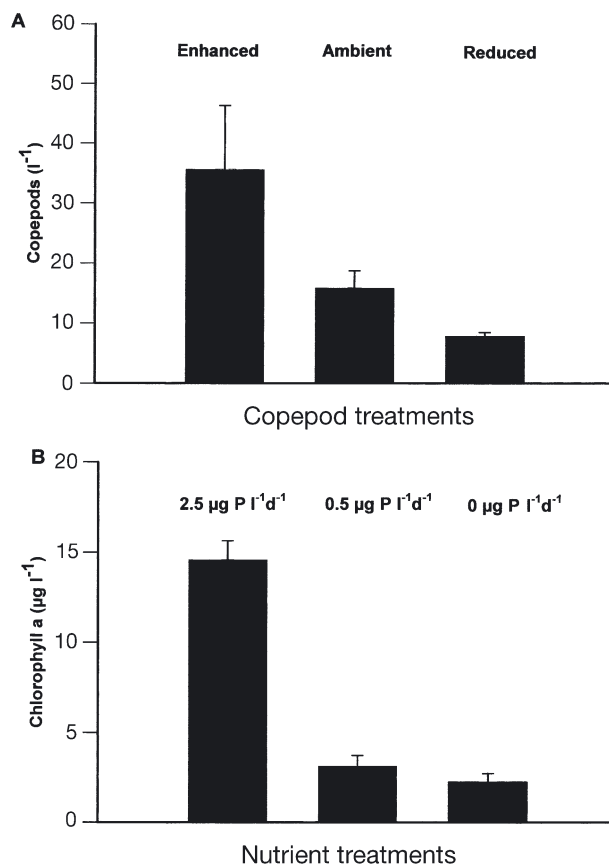 A
60
Enhanced Ambient Reduced
50
40
30
20
10
0
Copepods (l⁻¹)
Copepod treatments
B
20
2.5 µg P l⁻¹d⁻¹ 0.5 µg P l⁻¹d⁻¹ 0 µg P l⁻¹d⁻¹
15
10
5
0
Chlorophyll a (µg l⁻¹)
Nutrient treatments